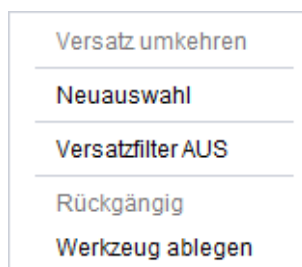 Versatz umkehren
Neuauswahl
Versatzfilter AUS
Rückgängig
Werkzeug ablegen